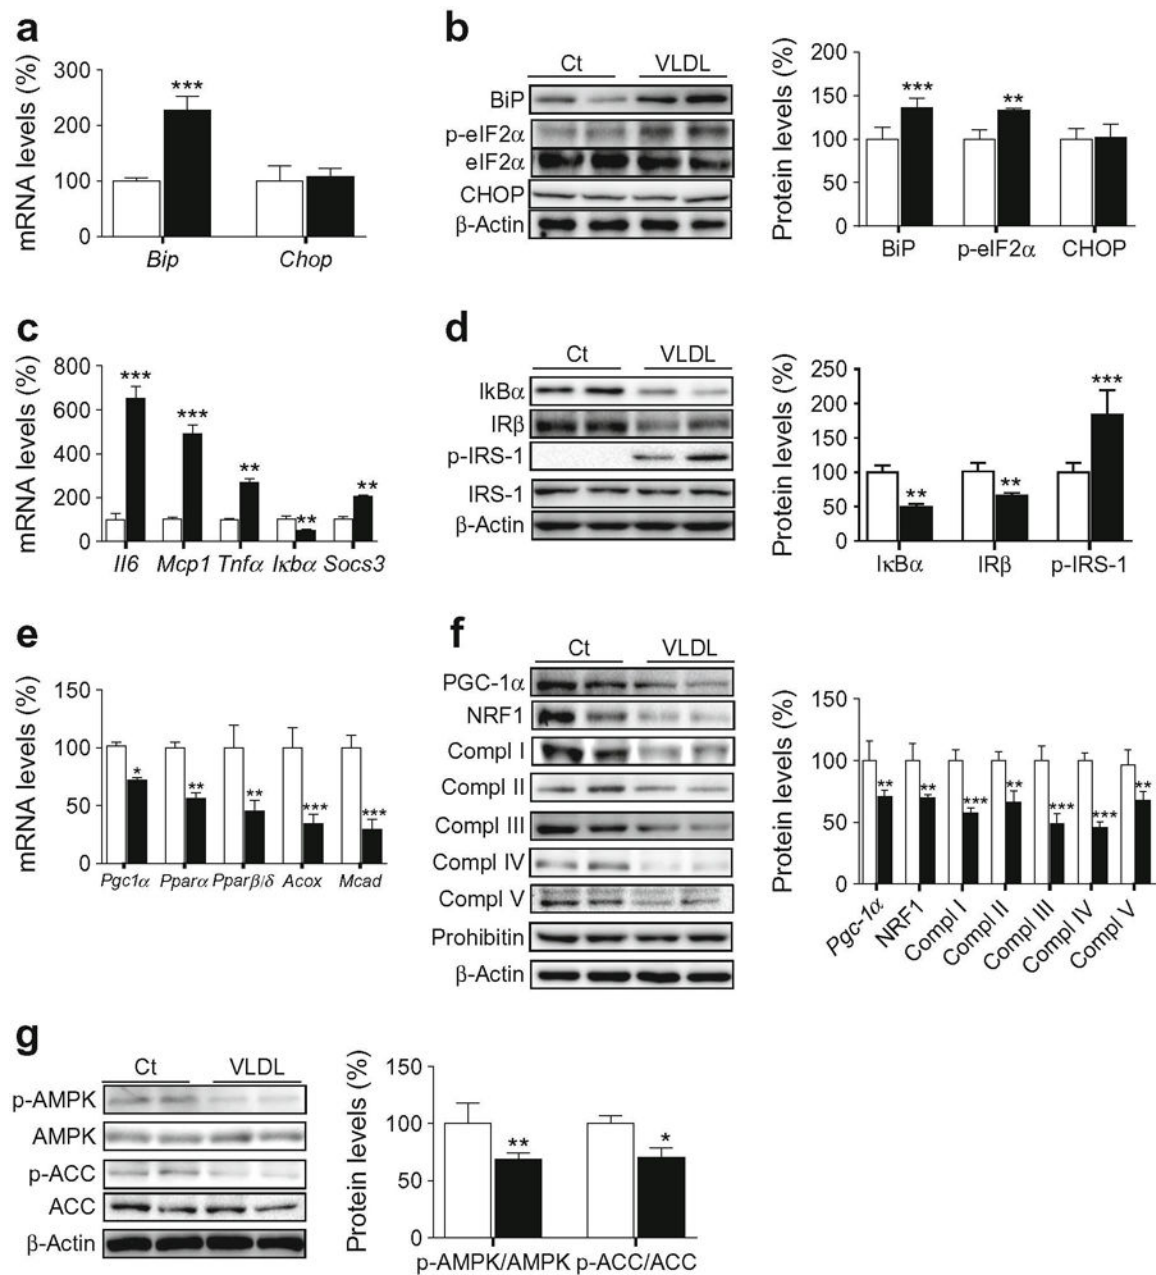 a
mRNA levels (%)
300
200
100
0
***
Bip
Chop
b
Ct
VLDL
BiP
p-eIF2α
eIF2α
CHOP
β-Actin
Protein levels (%)
200
150
100
50
0
***
**
BiP
p-eIF2α
CHOP
c
mRNA levels (%)
800
600
400
200
0
***
***
**
**
**
Il6
Mcp1
Tnfα
Iκbα
Socs3
d
Ct
VLDL
IkBα
IRβ
p-IRS-1
IRS-1
β-Actin
Protein levels (%)
250
200
150
100
50
0
**
**
***
IκBα
IRβ
p-IRS-1
e
mRNA levels (%)
150
100
50
0
*
**
**
***
***
Pgc1α
Pparα
Pparβ/δ
Acox
Mcad
f
Ct
VLDL
PGC-1α
NRF1
Compl I
Compl II
Compl III
Compl IV
Compl V
Prohibitin
β-Actin
Protein levels (%)
150
100
50
0
**
**
***
**
***
***
**
Pgc-1α
NRF1
Compl I
Compl II
Compl III
Compl IV
Compl V
g
Ct
VLDL
p-AMPK
AMPK
p-ACC
ACC
β-Actin
Protein levels (%)
150
100
50
0
**
*
p-AMPK/AMPK
p-ACC/ACC